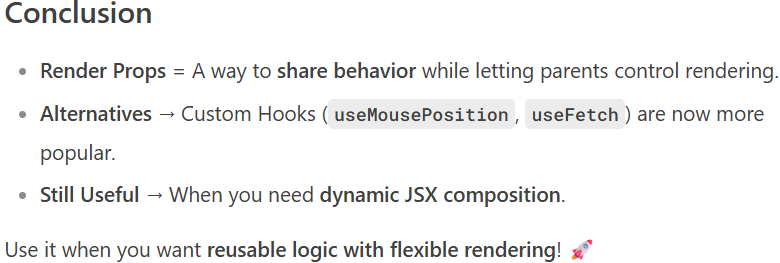 Conclusion
• Render Props = A way to share behavior while letting parents control rendering.
• Alternatives → Custom Hooks (useMousePosition, useFetch) are now more
popular.
• Still Useful → When you need dynamic JSX composition.
Use it when you want reusable logic with flexible rendering! 🚀